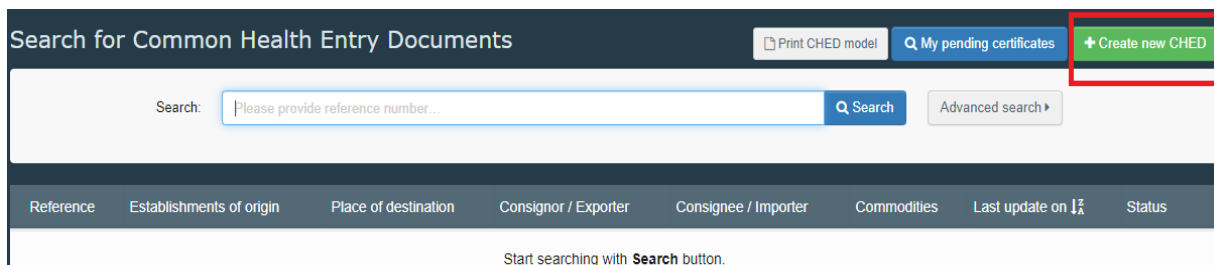 Search for Common Health Entry Documents
Print CHED model
My pending certificates
Create new CHED
Search:
Please provide reference number...
Search
Advanced search
Reference Establishments of origin Place of destination Consignor / Exporter Consignee / Importer Commodities Last update on Status
Start searching with Search button.